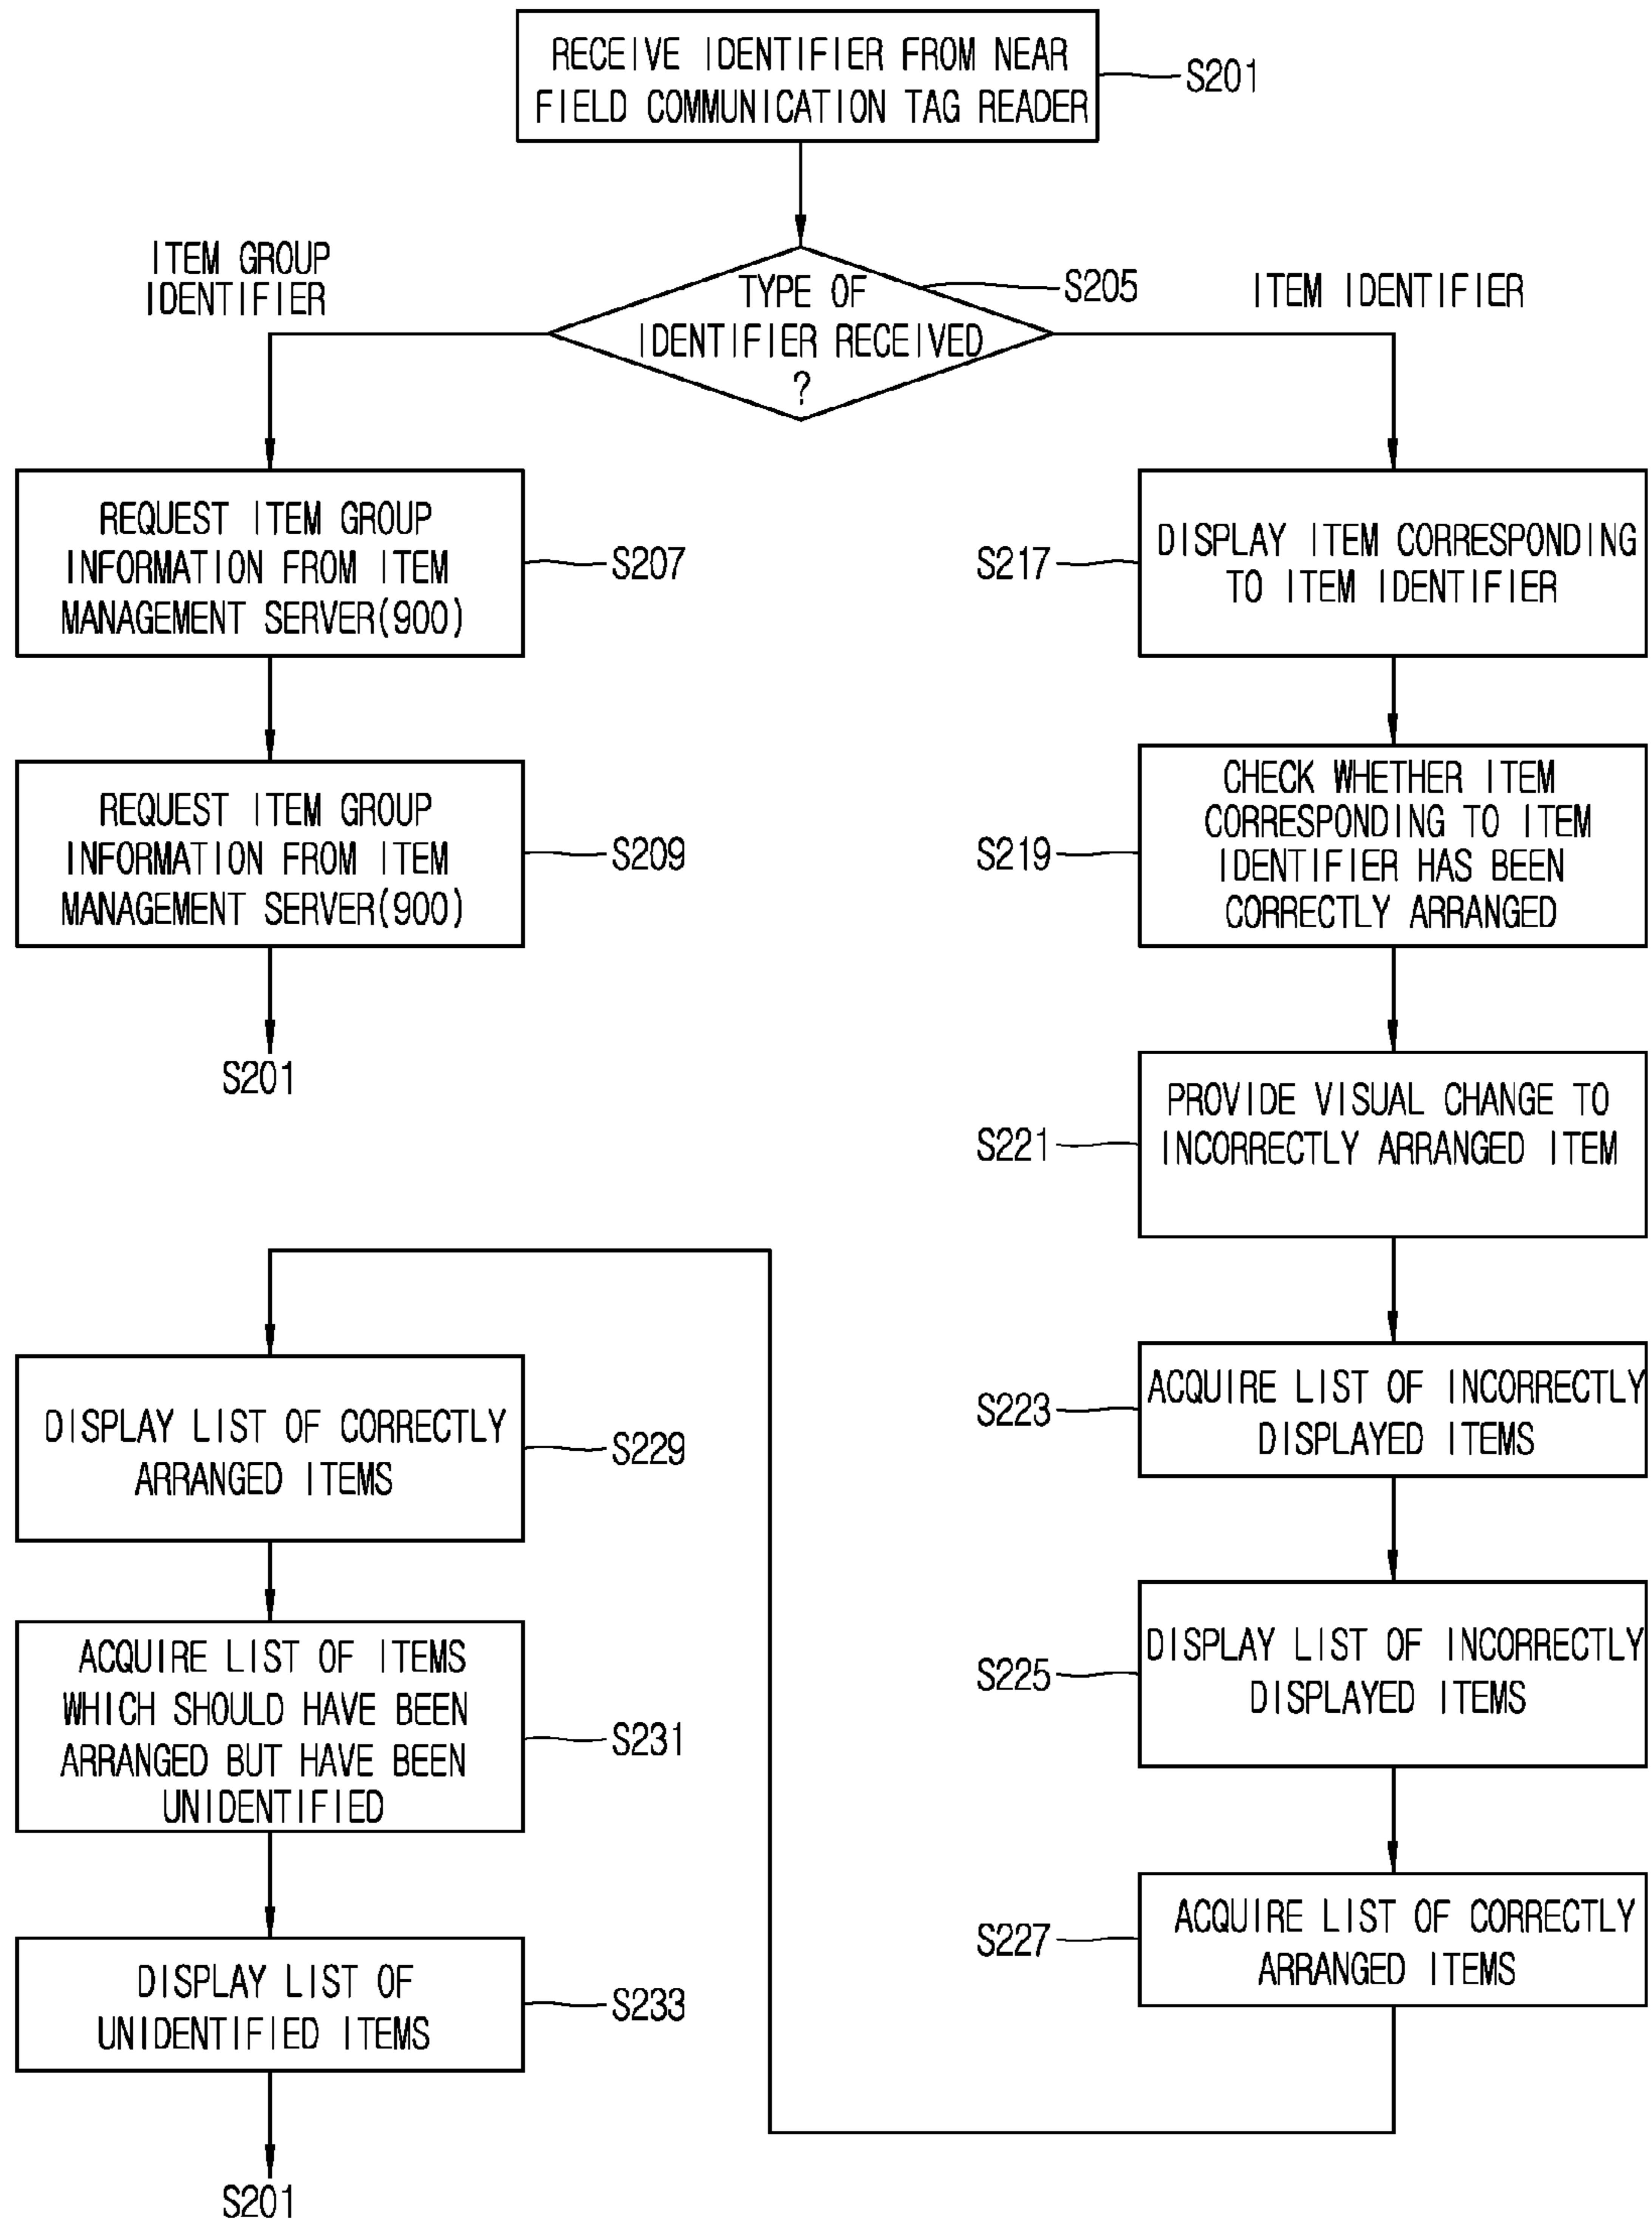 RECEIVE IDENTIFIER FROM NEAR
FIELD COMMUNICATION TAG READER
S201
ITEM GROUP
IDENTIFIER
TYPE OF
IDENTIFIER RECEIVED
?
S205
ITEM IDENTIFIER
REQUEST ITEM GROUP
INFORMATION FROM ITEM
MANAGEMENT SERVER(900)
S207
REQUEST ITEM GROUP
INFORMATION FROM ITEM
MANAGEMENT SERVER(900)
S209
S201
S217
DISPLAY ITEM CORRESPONDING
TO ITEM IDENTIFIER
S219
CHECK WHETHER ITEM
CORRESPONDING TO ITEM
IDENTIFIER HAS BEEN
CORRECTLY ARRANGED
S221
PROVIDE VISUAL CHANGE TO
INCORRECTLY ARRANGED ITEM
S223
ACQUIRE LIST OF INCORRECTLY
DISPLAYED ITEMS
S225
DISPLAY LIST OF INCORRECTLY
DISPLAYED ITEMS
S227
ACQUIRE LIST OF CORRECTLY
ARRANGED ITEMS
DISPLAY LIST OF CORRECTLY
ARRANGED ITEMS
S229
ACQUIRE LIST OF ITEMS
WHICH SHOULD HAVE BEEN
ARRANGED BUT HAVE BEEN
UNIDENTIFIED
S231
DISPLAY LIST OF
UNIDENTIFIED ITEMS
S233
S201